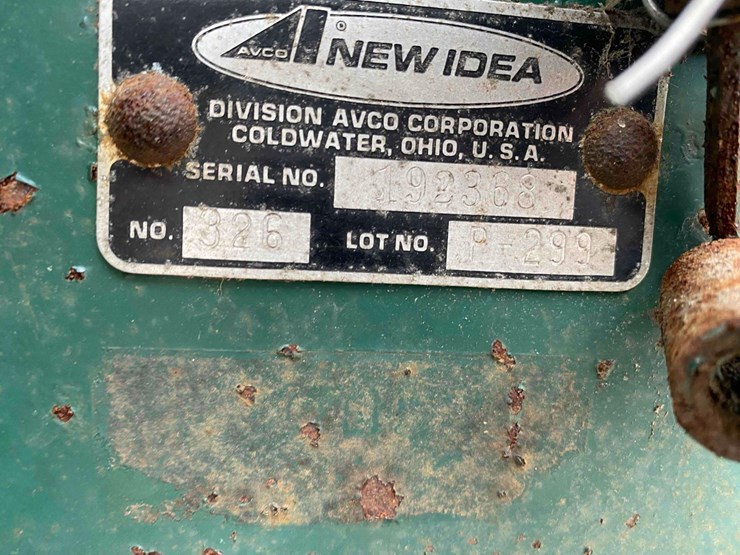 AVCO NEW IDEA
DIVISION AVCO CORPORATION
COLDWATER, OHIO, U. S. A.
SERIAL NO. 192368
NO. 326 LOT NO. P-299